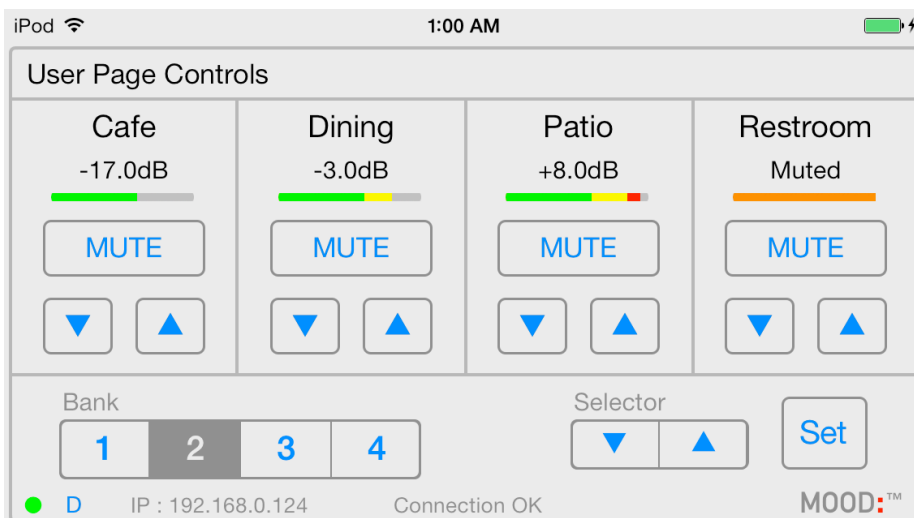 iPod 1:00 AM
User Page Controls
Cafe Dining Patio Restroom
-17.0dB -3.0dB +8.0dB Muted
MUTE MUTE MUTE MUTE
Bank Selector
1 2 3 4 Set
D IP : 192.168.0.124 Connection OK MOOD:™